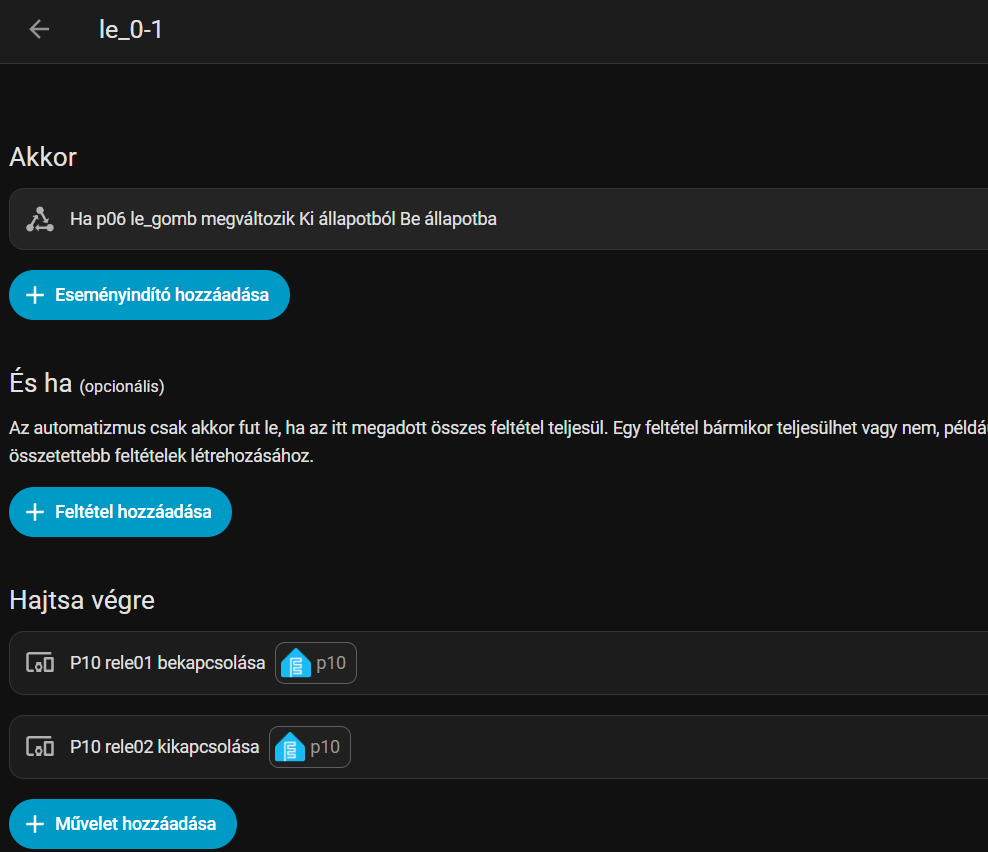 le_0-1
Akkor
Ha p06 le_gomb megváltozik Ki állapotból Be állapotba
Eseményindító hozzáadása
És ha (opcionális)
Az automatizmus csak akkor fut le, ha az itt megadott összes feltétel teljesül. Egy feltétel bármikor teljesülhet vagy nem,
összetettebb feltételek létrehozásához.
Feltétel hozzáadása
Hajtsa végre
P10 rele01 bekapcsolása p10
P10 rele02 kikapcsolása p10
Művelet hozzáadása